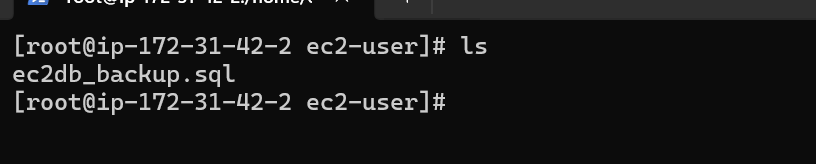 [root@ip-172-31-42-2 ec2-user]# ls
ec2db_backup.sql
[root@ip-172-31-42-2 ec2-user]#